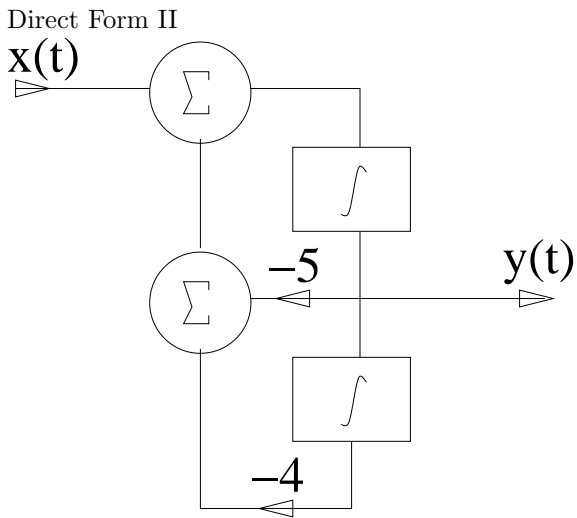 Direct Form II
x(t)
Σ
∫
−5
y(t)
Σ
∫
−4